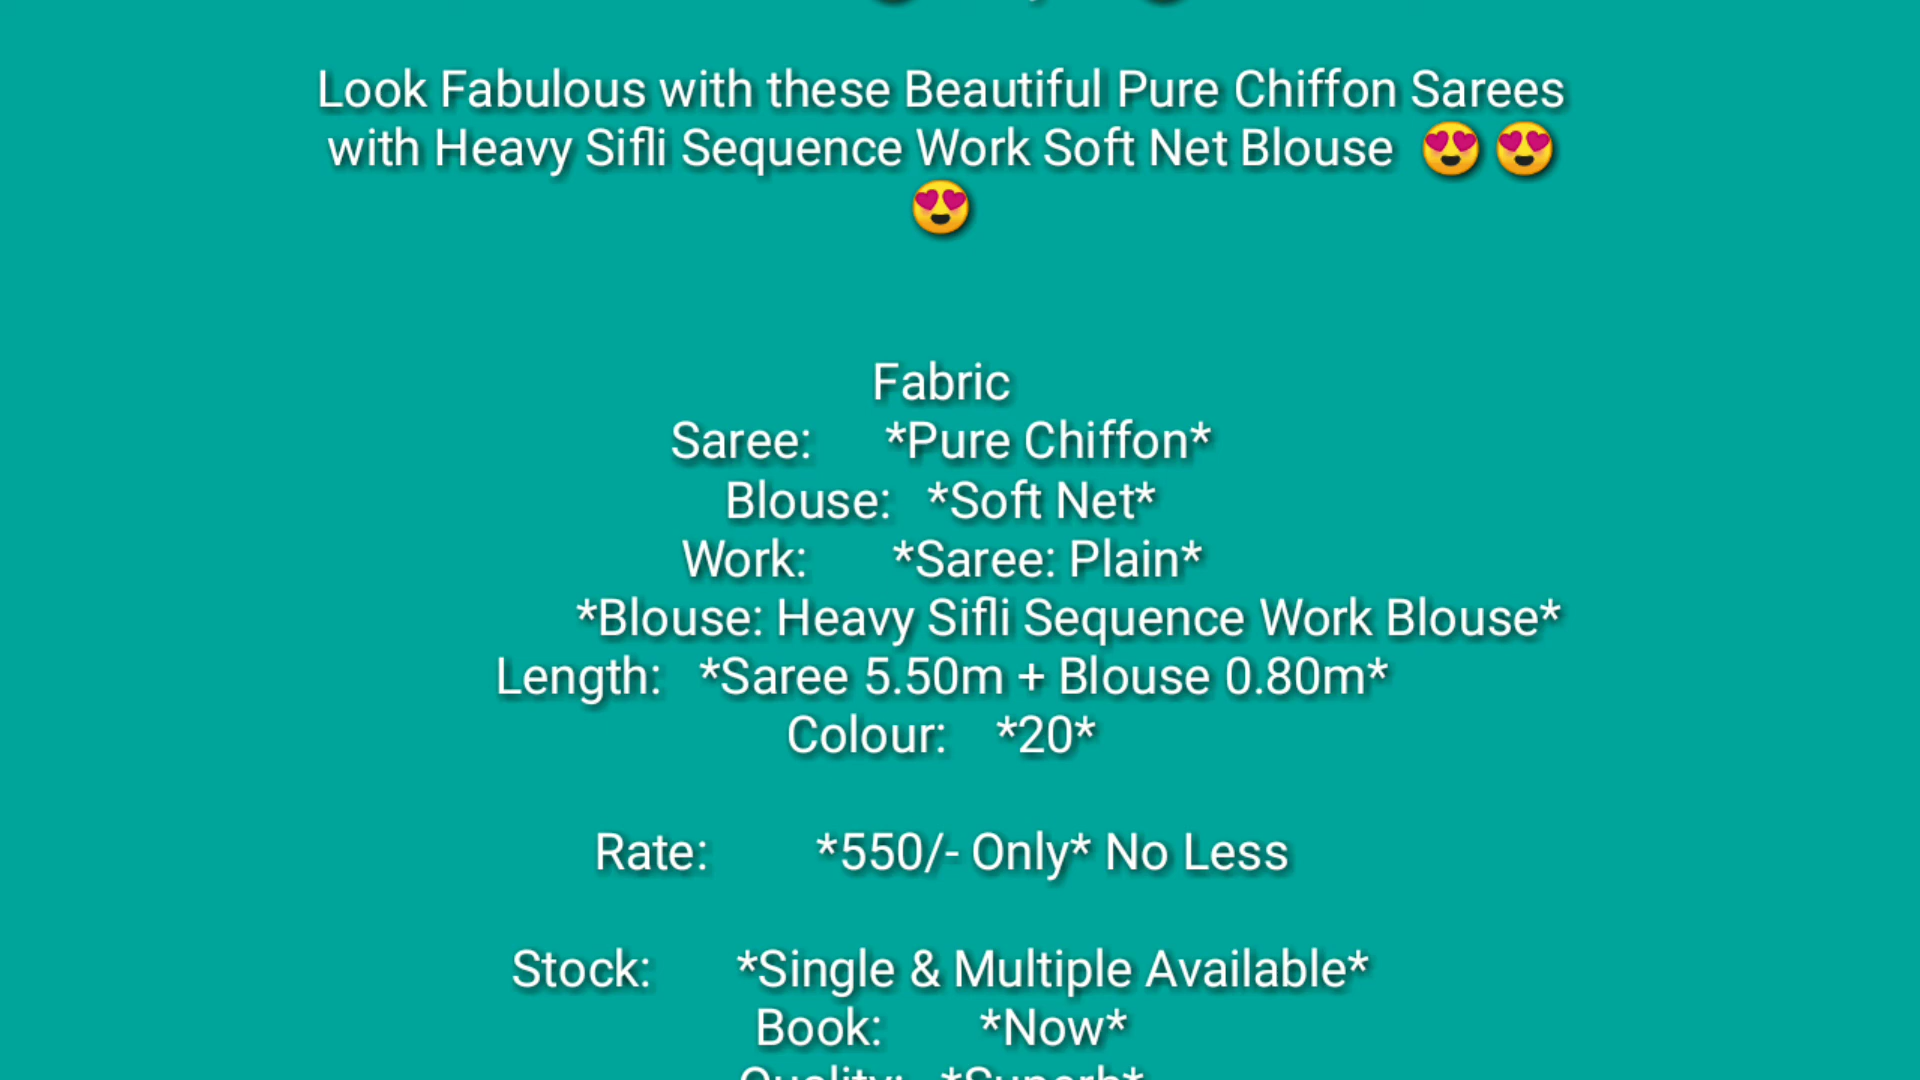 Look Fabulous with these Beautiful Pure Chiffon Sarees
with Heavy Sifli Sequence Work Soft Net Blouse 😍 😍
😍
Fabric
Saree: *Pure Chiffon*
Blouse: *Soft Net*
Work: *Saree: Plain*
*Blouse: Heavy Sifli Sequence Work Blouse*
Length: *Saree 5.50m + Blouse 0.80m*
Colour: *20*
Rate: *550/- Only* No Less
Stock: *Single & Multiple Available*
Book: *Now*
Quality: *Superb*